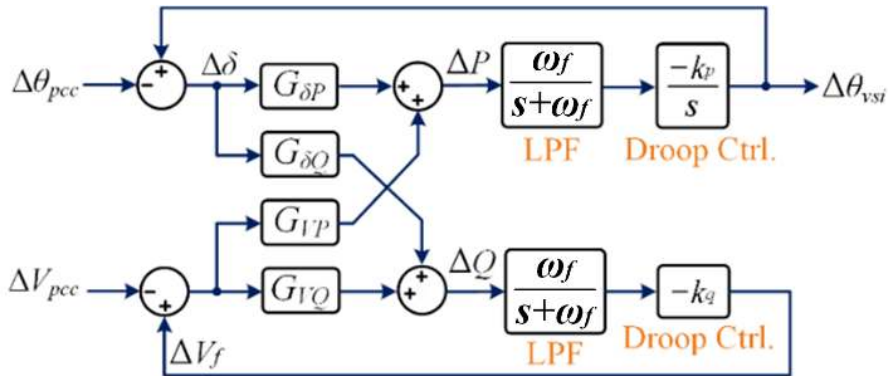 Δθpcc
- +
Δδ
GδP
+ +
ΔP
ωf
s+ωf
LPF
-kp
s
Droop Ctrl.
Δθvsi
GδQ
GVP
ΔVpcc
- +
GVQ
+ +
ΔQ
ωf
s+ωf
LPF
-kq
Droop Ctrl.
ΔVf